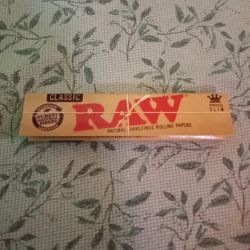 CLASSIC
RAW
NATURAL UNREFINED ROLLING PAPERS